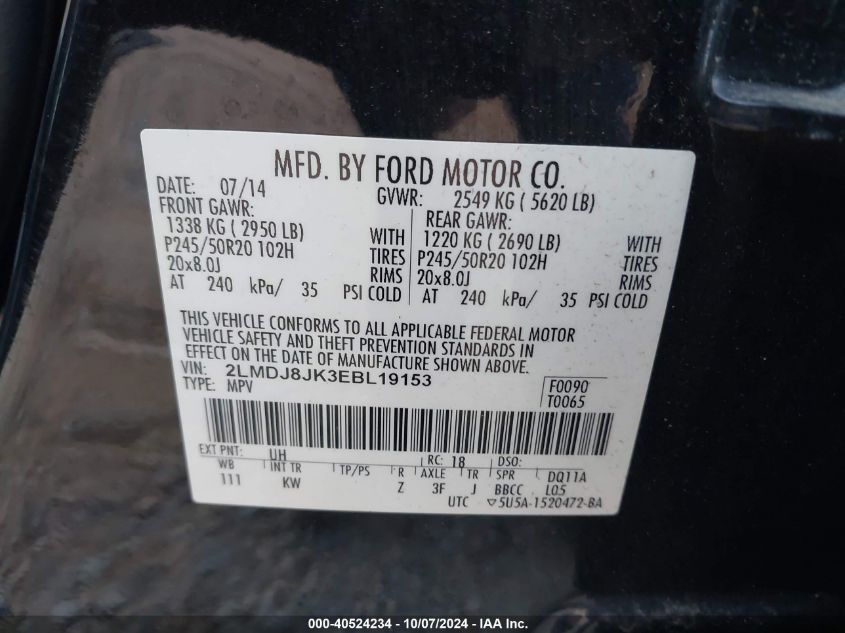 MFD. BY FORD MOTOR CO.
DATE: 07/14 GVWR: 2549 KG ( 5620 LB)
FRONT GAWR: REAR GAWR:
1338 KG ( 2950 LB) WITH 1220 KG ( 2690 LB) WITH
P245/50R20 102H TIRES P245/50R20 102H TIRES
20x8.0J RIMS 20x8.0J RIMS
AT 240 kPa/ 35 PSI COLD AT 240 kPa/ 35 PSI COLD
THIS VEHICLE CONFORMS TO ALL APPLICABLE FEDERAL MOTOR
VEHICLE SAFETY AND THEFT PREVENTION STANDARDS IN
EFFECT ON THE DATE OF MANUFACTURE SHOWN ABOVE.
VIN: 2LMDJ8JK3EBL19153
TYPE: MPV
F0090
T0065
EXT PNT: UH RC: 18 DSO:
WB INT TR TP/PS R AXLE TR SPR DQ11A
111 KW Z 3F J BBCC L05
UTC ▽5U5A-1520472-BA
000-40524234 - 10/07/2024 - IAA Inc.